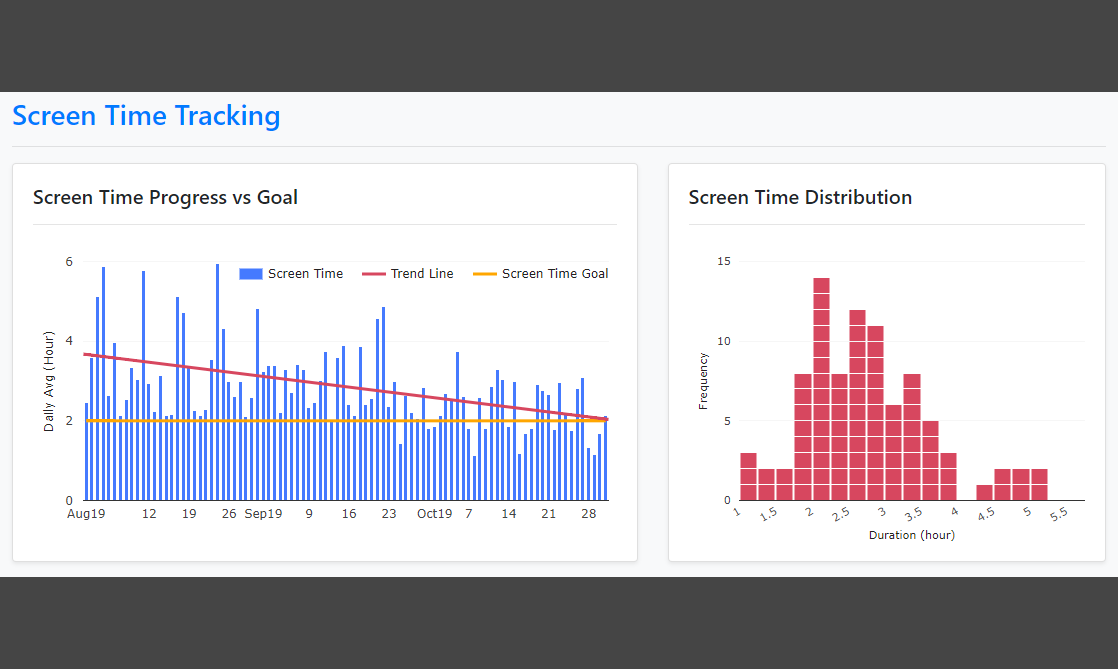 Screen Time Tracking
Screen Time Progress vs Goal
Screen Time
Trend Line
Screen Time Goal
Daily Avg (Hour)
6
4
2
0
Aug19 12 19 26 Sep19 9 16 23 Oct19 7 14 21 28
Screen Time Distribution
Frequency
15
10
5
0
1 1.5 2 2.5 3 3.5 4 4.5 5 5.5
Duration (hour)